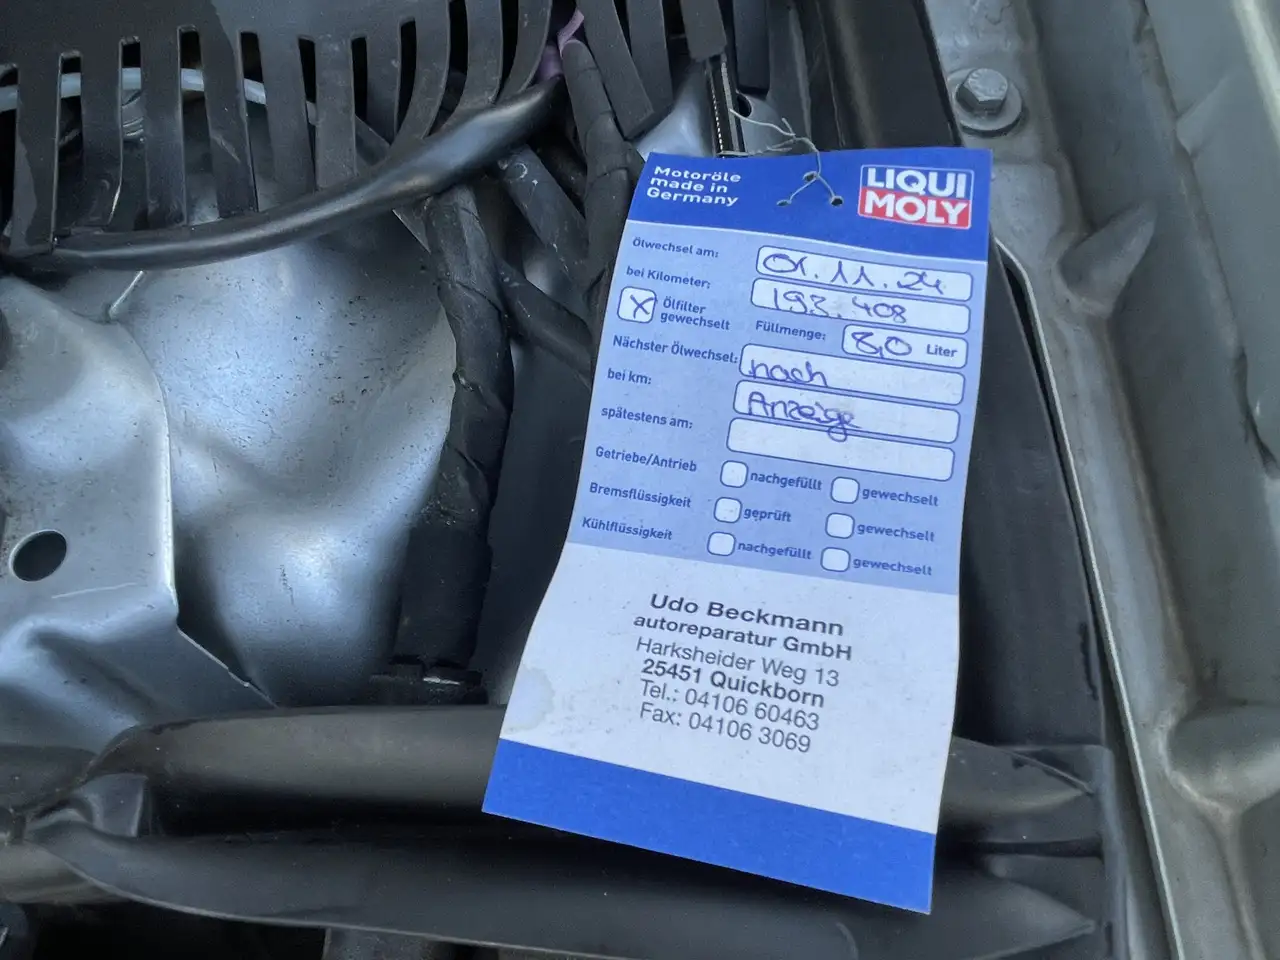 Motoröle
made in
Germany
LIQUI
MOLY
Ölwechsel am: 01.11.24
bei Kilometer: 193.408
X Ölfilter gewechselt Füllmenge: 8,0 Liter
Nächster Ölwechsel: nach
bei km: Anzeige
spätestens am:
Getriebe/Antrieb nachgefüllt gewechselt
Bremsflüssigkeit geprüft gewechselt
Kühlflüssigkeit nachgefüllt gewechselt
Udo Beckmann
autoreparatur GmbH
Harksheider Weg 13
25451 Quickborn
Tel.: 04106 60463
Fax: 04106 3069